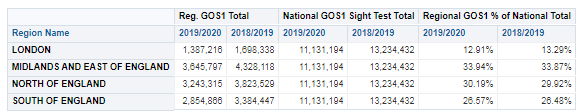 Reg. GOS1 Total National GOS1 Sight Test Total Regional GOS1 % of National Total
Region Name 2019/2020 2018/2019 2019/2020 2018/2019 2019/2020 2018/2019
LONDON 1,387,216 1,698,338 11,131,194 13,234,432 12.91% 13.29%
MIDLANDS AND EAST OF ENGLAND 3,645,797 4,328,118 11,131,194 13,234,432 33.94% 33.87%
NORTH OF ENGLAND 3,243,315 3,823,529 11,131,194 13,234,432 30.19% 29.92%
SOUTH OF ENGLAND 2,854,866 3,384,447 11,131,194 13,234,432 26.57% 26.48%